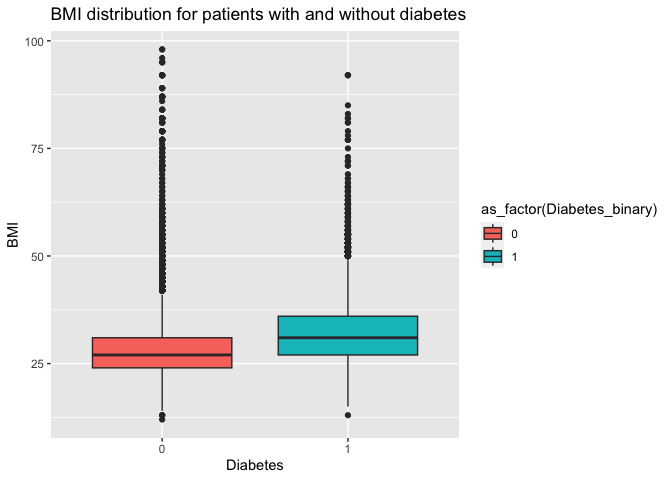 BMI distribution for patients with and without diabetes
100
75
50
25
BMI
0
1
Diabetes
as_factor(Diabetes_binary)
0
1